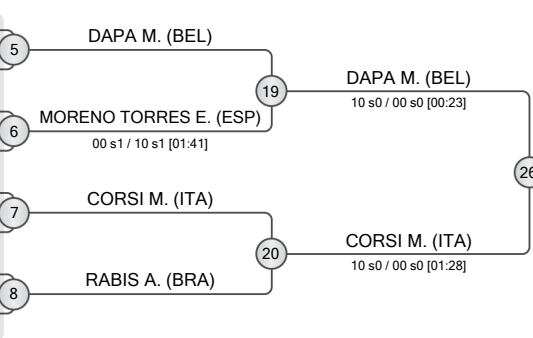 5
DAPA M. (BEL)
19
DAPA M. (BEL)
10 s0 / 00 s0 [00:23]
6
MORENO TORRES E. (ESP)
00 s1 / 10 s1 [01:41]
26
7
CORSI M. (ITA)
20
CORSI M. (ITA)
10 s0 / 00 s0 [01:28]
8
RABIS A. (BRA)